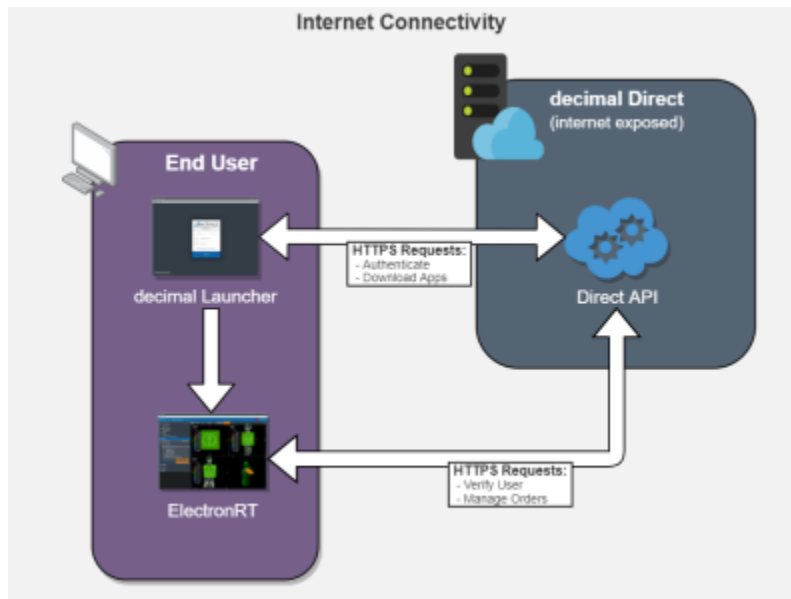 Internet Connectivity
decimal Direct
(internet exposed)
End User
HTTPS Requests:
- Authenticate
- Download Apps
decimal Launcher
Direct API
HTTPS Requests:
- Verify User
- Manage Orders
ElectronRT